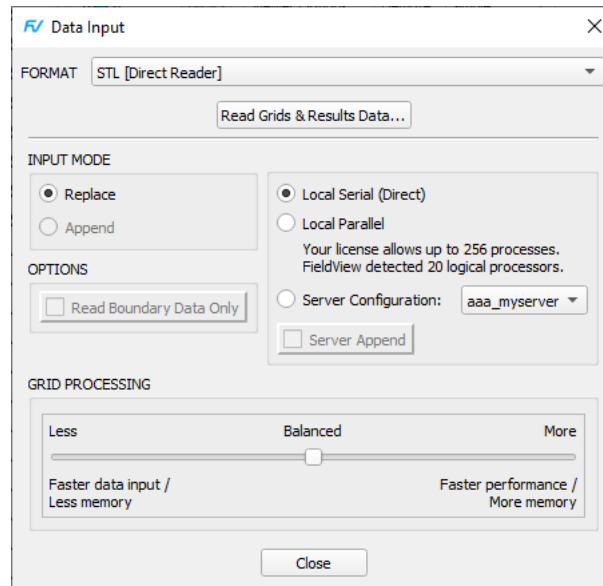 FV Data Input
FORMAT STL [Direct Reader]
Read Grids & Results Data...
INPUT MODE
Replace
Append
OPTIONS
Read Boundary Data Only
Local Serial (Direct)
Local Parallel
Your license allows up to 256 processes.
FieldView detected 20 logical processors.
Server Configuration: aaa_myserver
Server Append
GRID PROCESSING
Less Balanced More
Faster data input /
Less memory
Faster performance /
More memory
Close